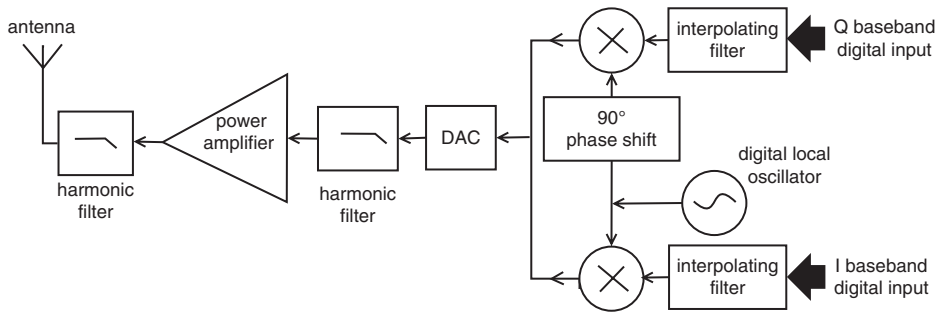 antenna
harmonic
filter
power
amplifier
harmonic
filter
DAC
interpolating
filter
Q baseband
digital input
90°
phase shift
digital local
oscillator
interpolating
filter
I baseband
digital input